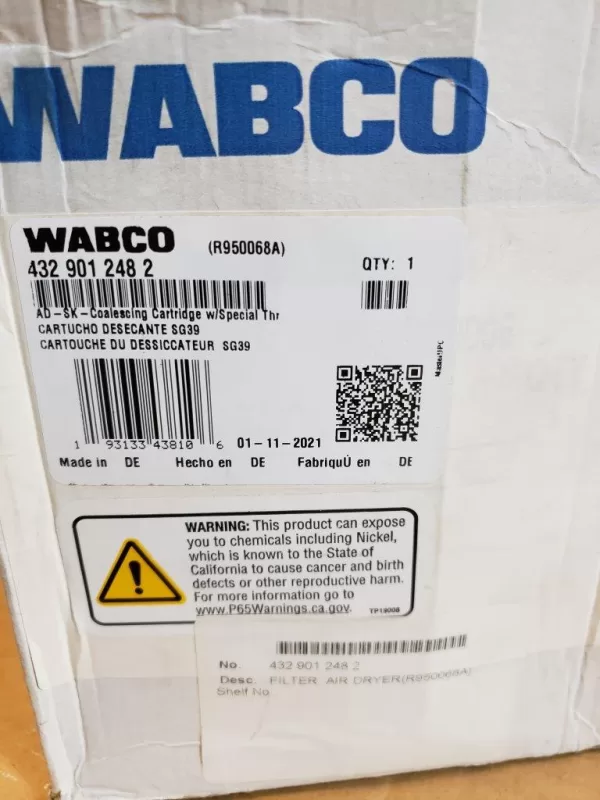 WABCO
WABCO (R950068A)
432 901 248 2
QTY: 1
AD-SK-Coalescing Cartridge w/Special Thr
CARTUCHO DESECANTE SG39
CARTOUCHE DU DESSICCATEUR SG39
Master/UPC
1 93133 43810 6
01-11-2021
Made in DE Hecho en DE FabriquÚ en DE
WARNING: This product can expose
you to chemicals including Nickel,
which is known to the State of
California to cause cancer and birth
defects or other reproductive harm.
For more information go to
www.P65Warnings.ca.gov.
No. 432 901 248 2
Desc. FILTER AIR DRYER(R950068A)
Shelf No